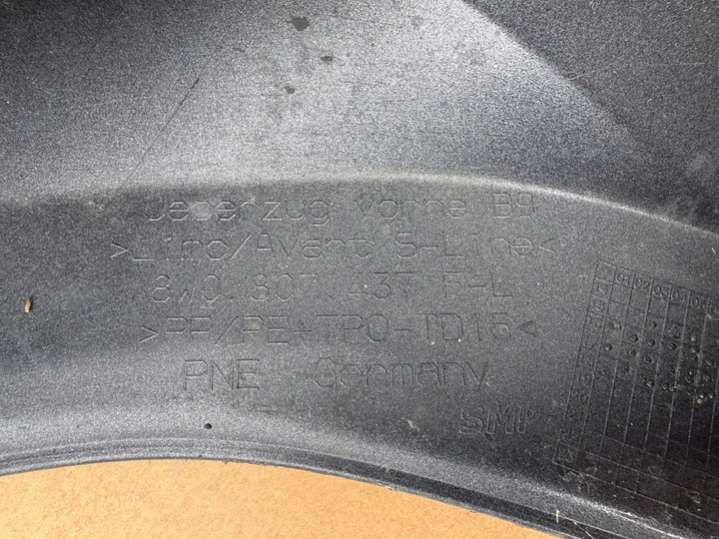 Ueberzug vorne B9
>Limo/Avant S-Line<
8W0.807.437 F-L
>PP/PE+TPO-TD15<
PNE Germany
SMP